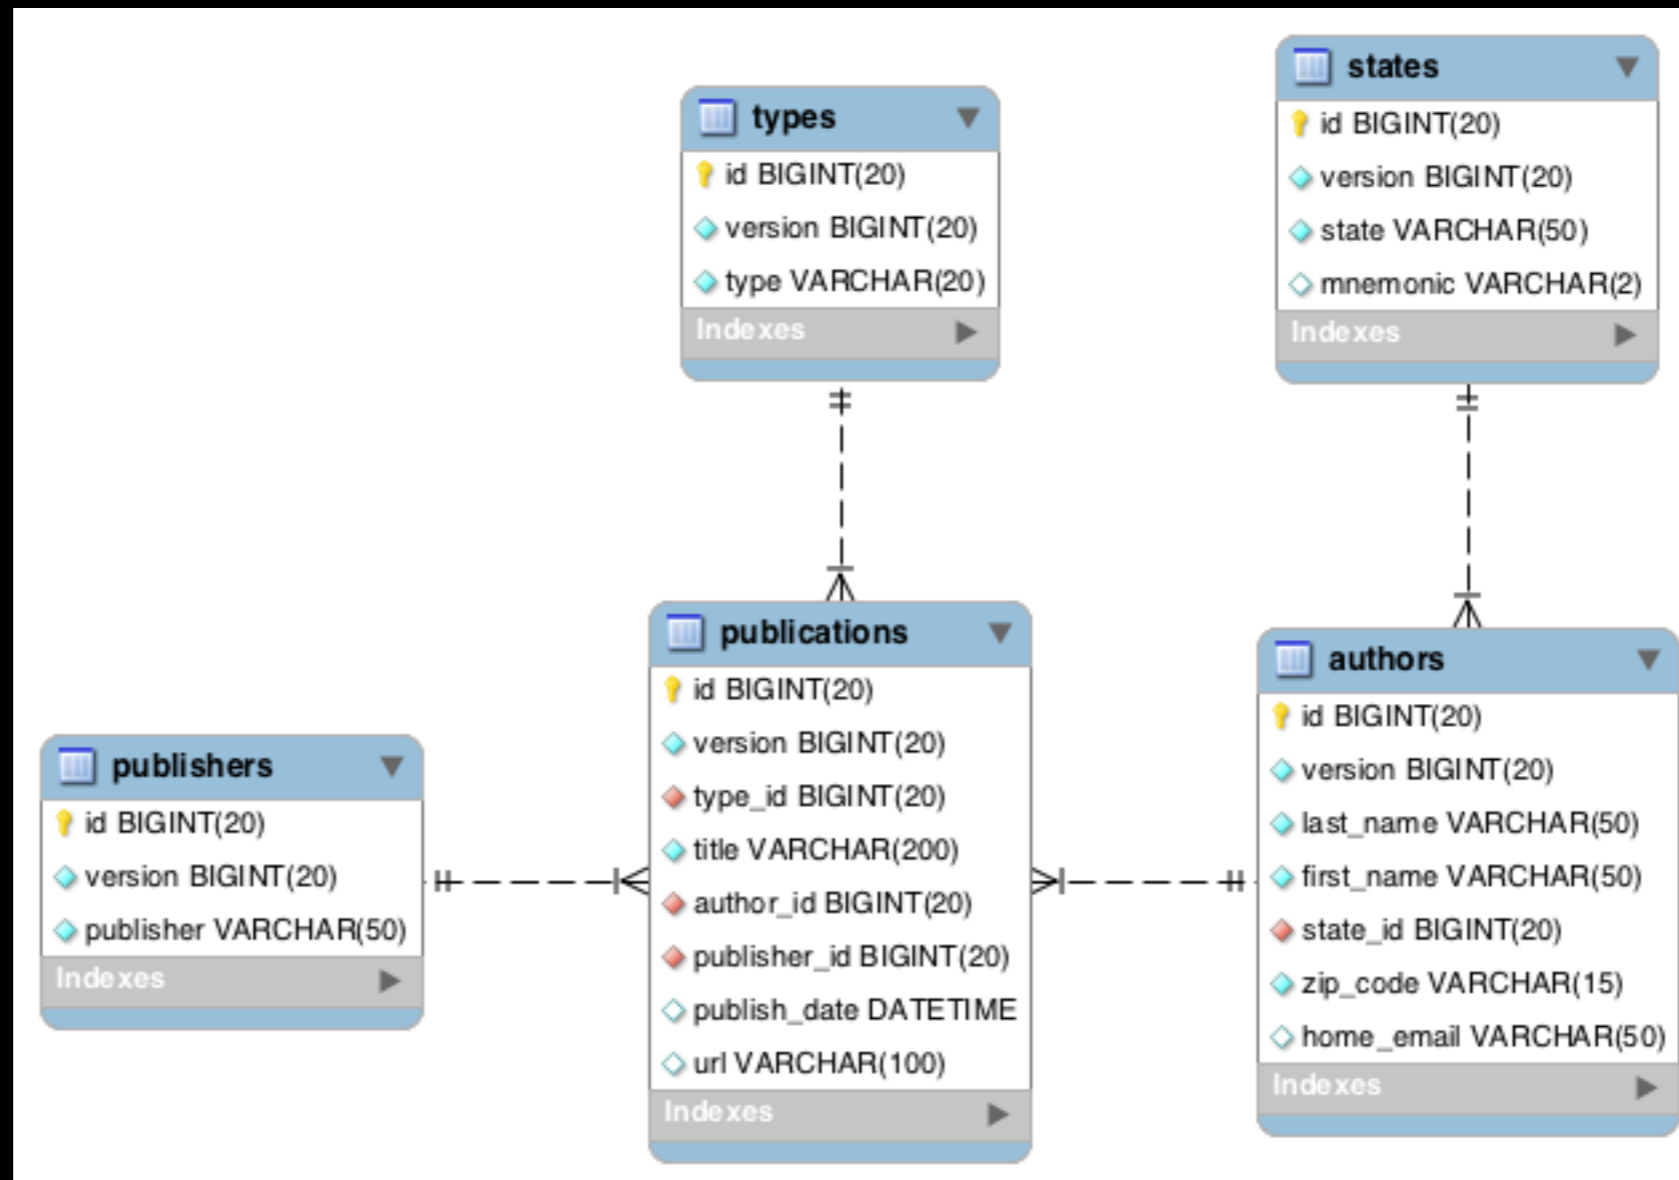 types
id BIGINT(20)
version BIGINT(20)
type VARCHAR(20)
Indexes
states
id BIGINT(20)
version BIGINT(20)
state VARCHAR(50)
mnemonic VARCHAR(2)
Indexes
publishers
id BIGINT(20)
version BIGINT(20)
publisher VARCHAR(50)
Indexes
publications
id BIGINT(20)
version BIGINT(20)
type_id BIGINT(20)
title VARCHAR(200)
author_id BIGINT(20)
publisher_id BIGINT(20)
publish_date DATETIME
url VARCHAR(100)
Indexes
authors
id BIGINT(20)
version BIGINT(20)
last_name VARCHAR(50)
first_name VARCHAR(50)
state_id BIGINT(20)
zip_code VARCHAR(15)
home_email VARCHAR(50)
Indexes